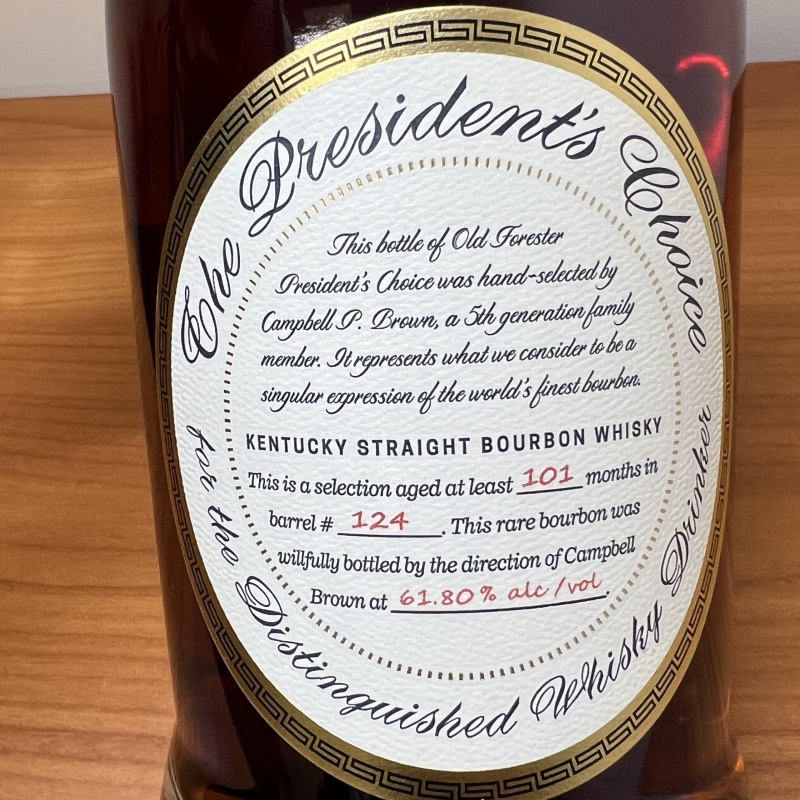 The President's Choice
This bottle of Old Forester
President's Choice was hand-selected by
Campbell P. Brown, a 5th generation family
member. It represents what we consider to be a
singular expression of the world's finest bourbon.
KENTUCKY STRAIGHT BOURBON WHISKY
This is a selection aged at least 101 months in
barrel # 124. This rare bourbon was
willfully bottled by the direction of Campbell
Brown at 61.80% alc/vol.
for the Distinguished Whisky Drinker